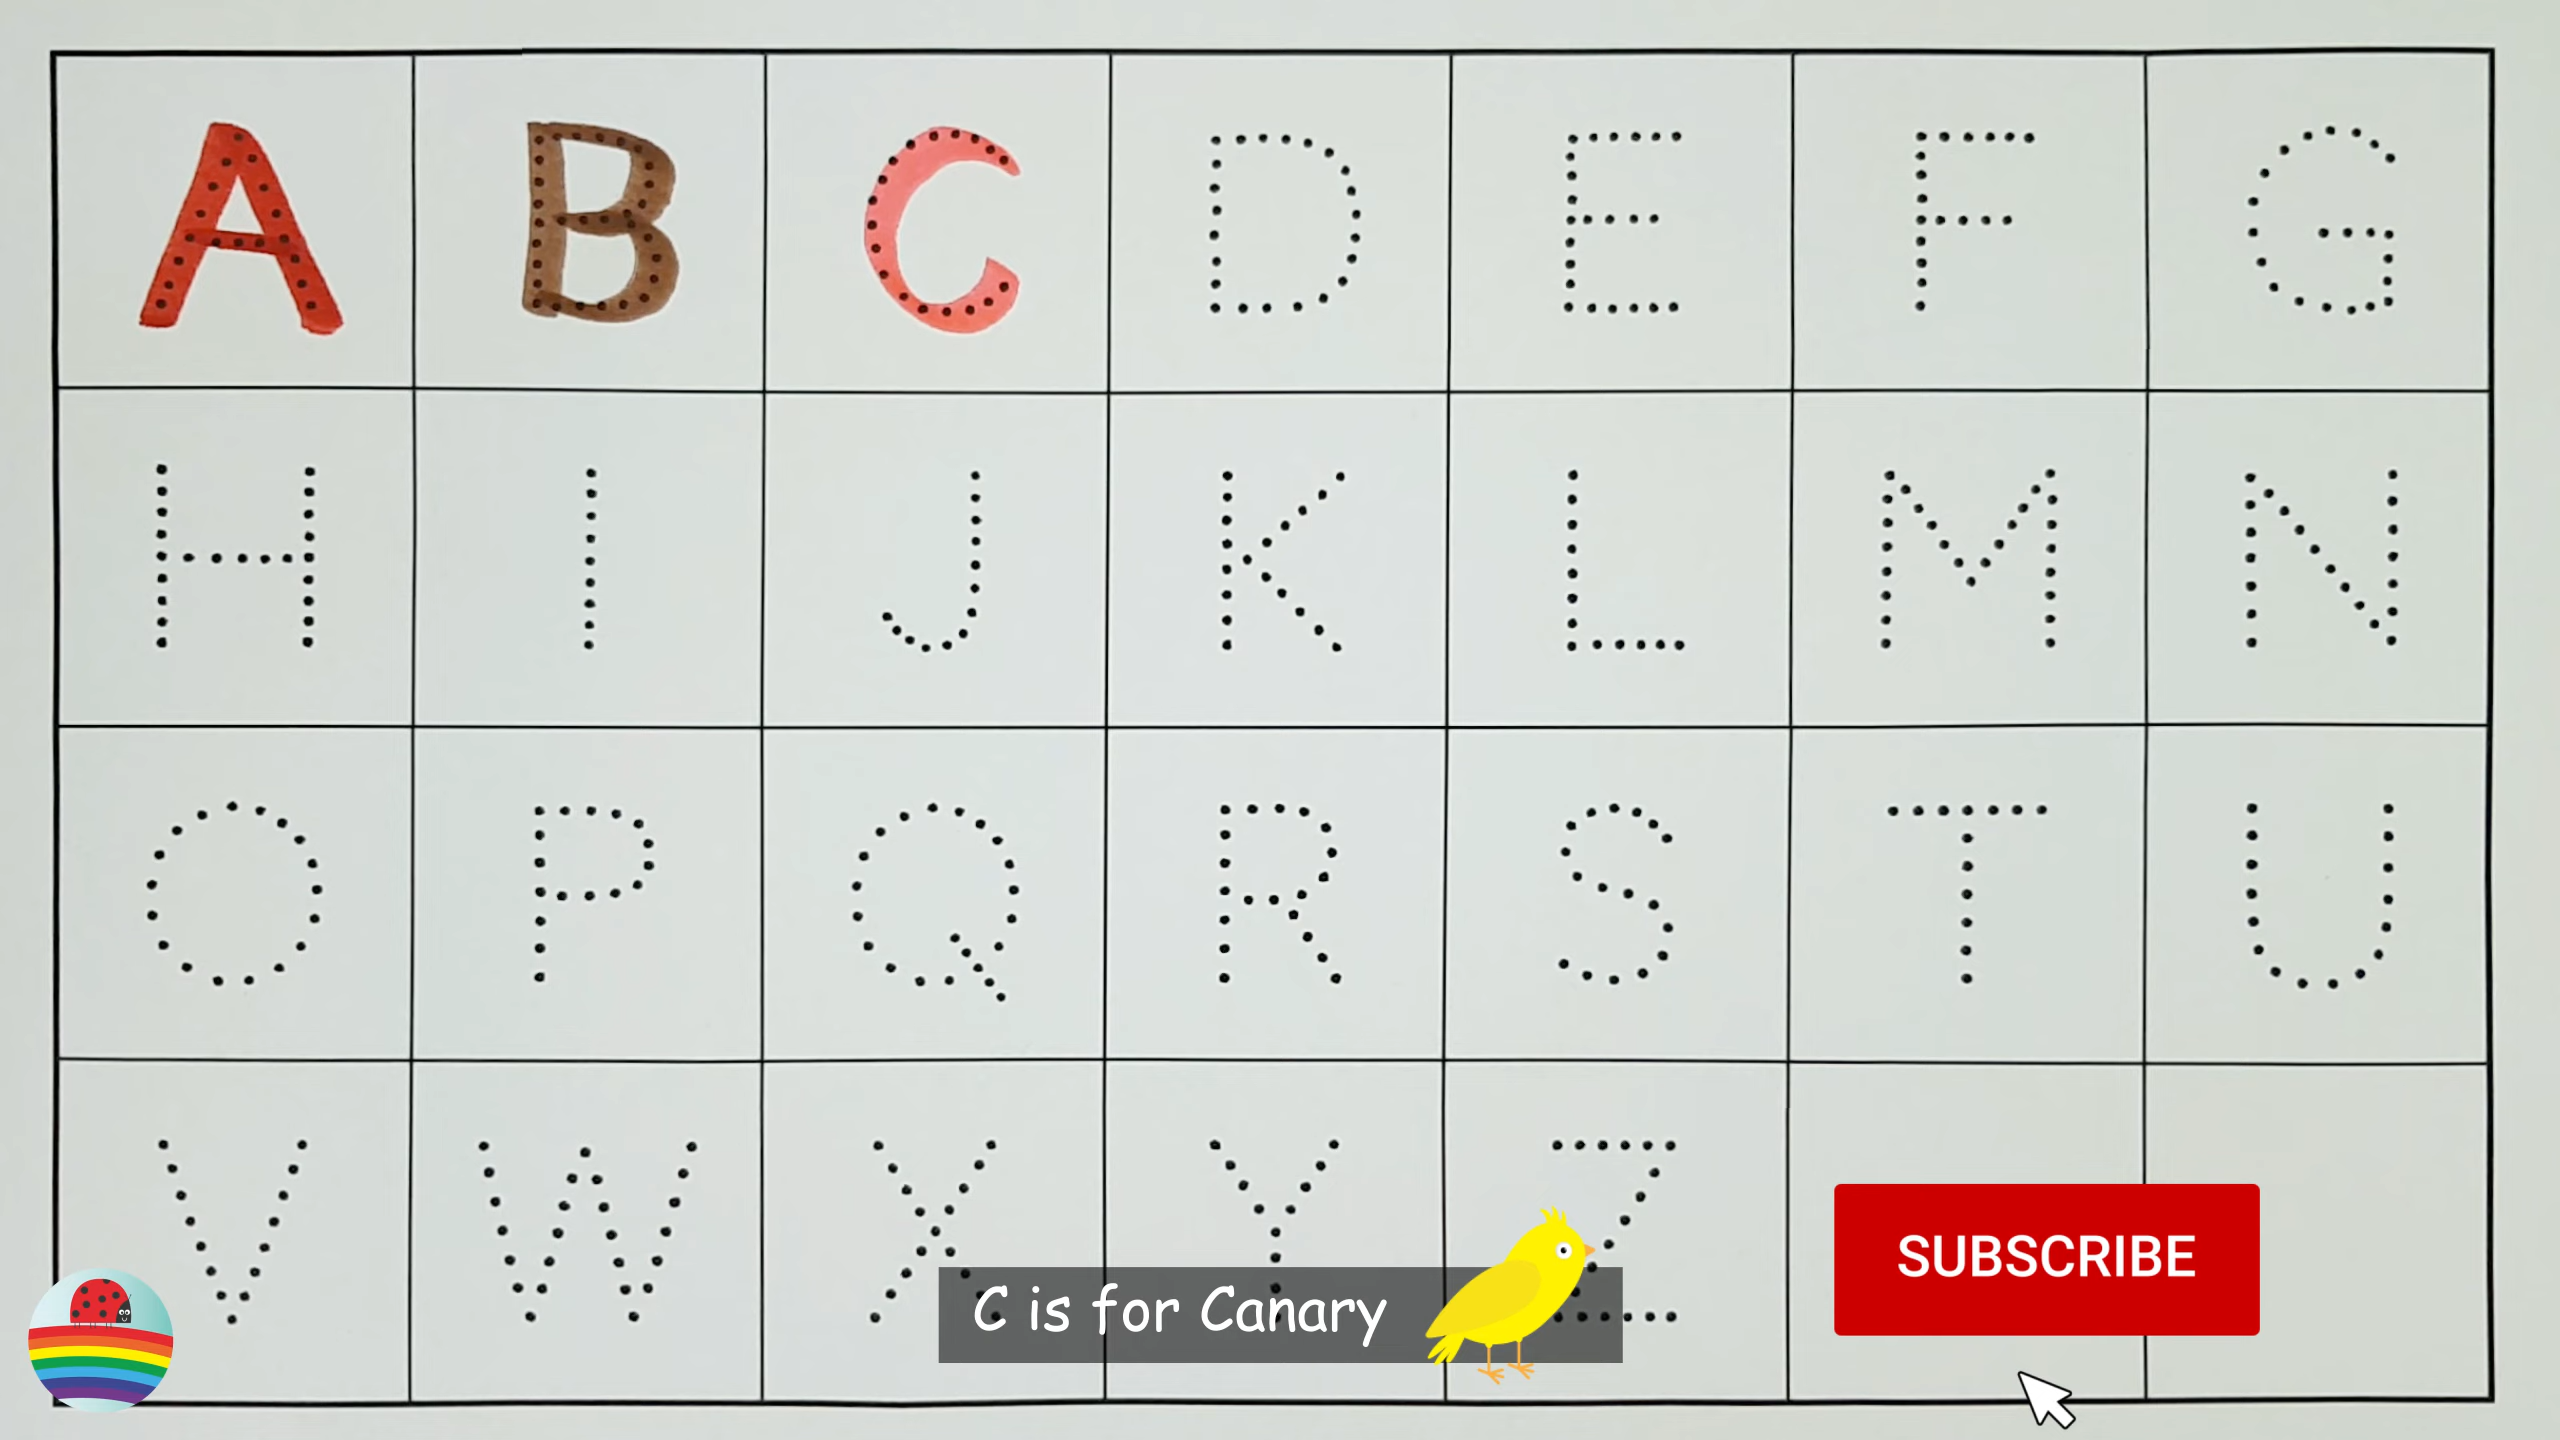 A B C D E F G
H I J K L M N
O P Q R S T U
V W X Y Z
C is for Canary
SUBSCRIBE